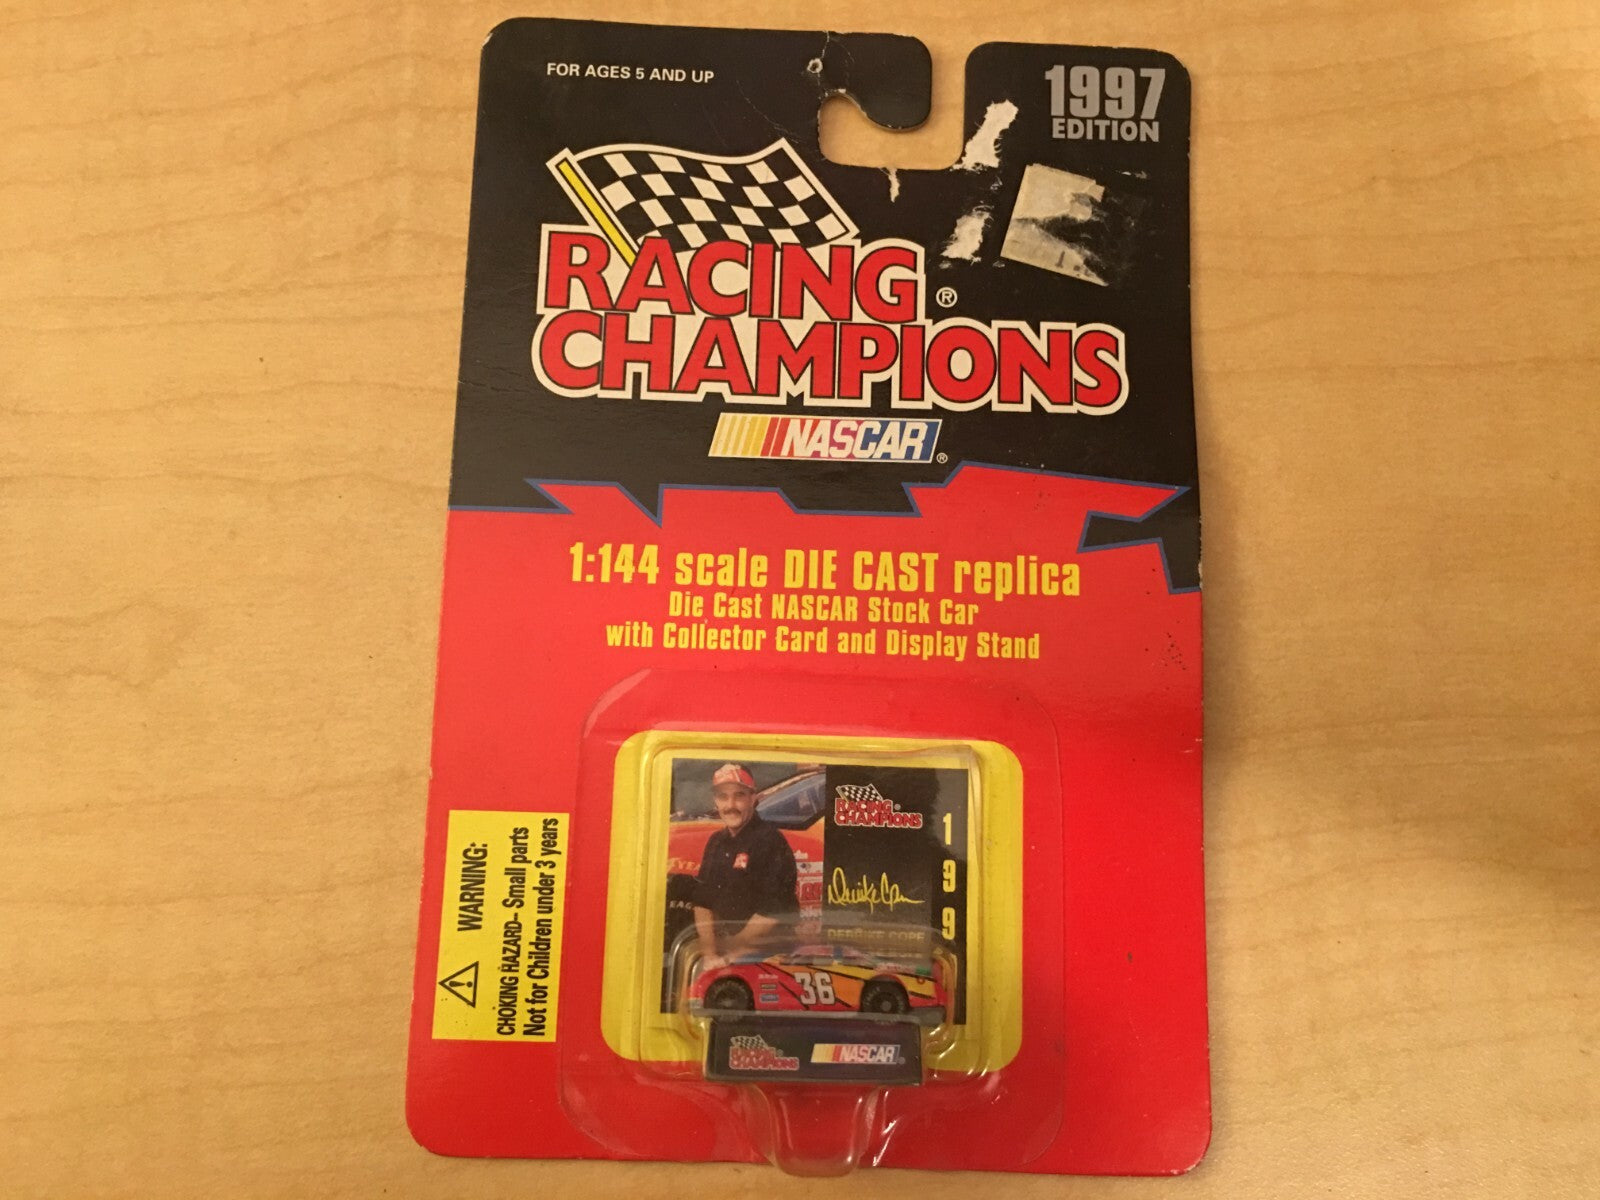 FOR AGES 5 AND UP
1997
EDITION
RACING ®
CHAMPIONS
NASCAR ®
1:144 scale DIE CAST replica
Die Cast NASCAR Stock Car
with Collector Card and Display Stand
WARNING:
CHOKING HAZARD– Small parts
Not for Children under 3 years
RACING ®
CHAMPIONS
1
9
9
DERRIKE COPE
36
RACING ®
CHAMPIONS
NASCAR ®